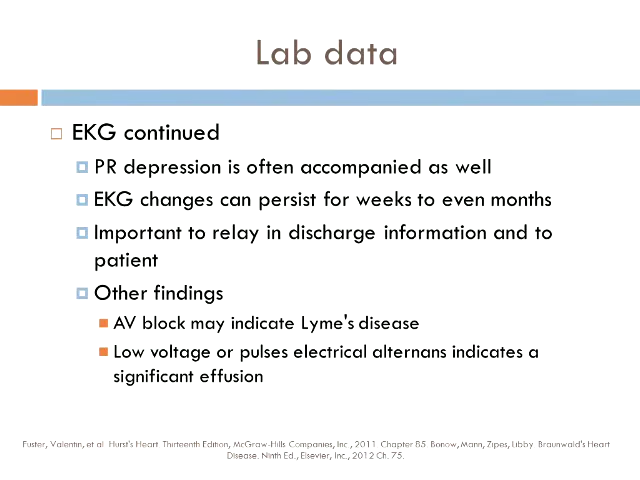 Lab data
EKG continued
PR depression is often accompanied as well
EKG changes can persist for weeks to even months
Important to relay in discharge information and to
patient
Other findings
AV block may indicate Lyme's disease
Low voltage or pulses electrical alternans indicates a
significant effusion
Fuster, Valentin, et al. Hurst's Heart. Thirteenth Edition, McGraw-Hills Companies, Inc., 2011. Chapter 85. Bonow, Mann, Zipes, Libby. Braunwald's Heart
Disease. Ninth Ed., Elsevier, Inc., 2012 Ch. 75.